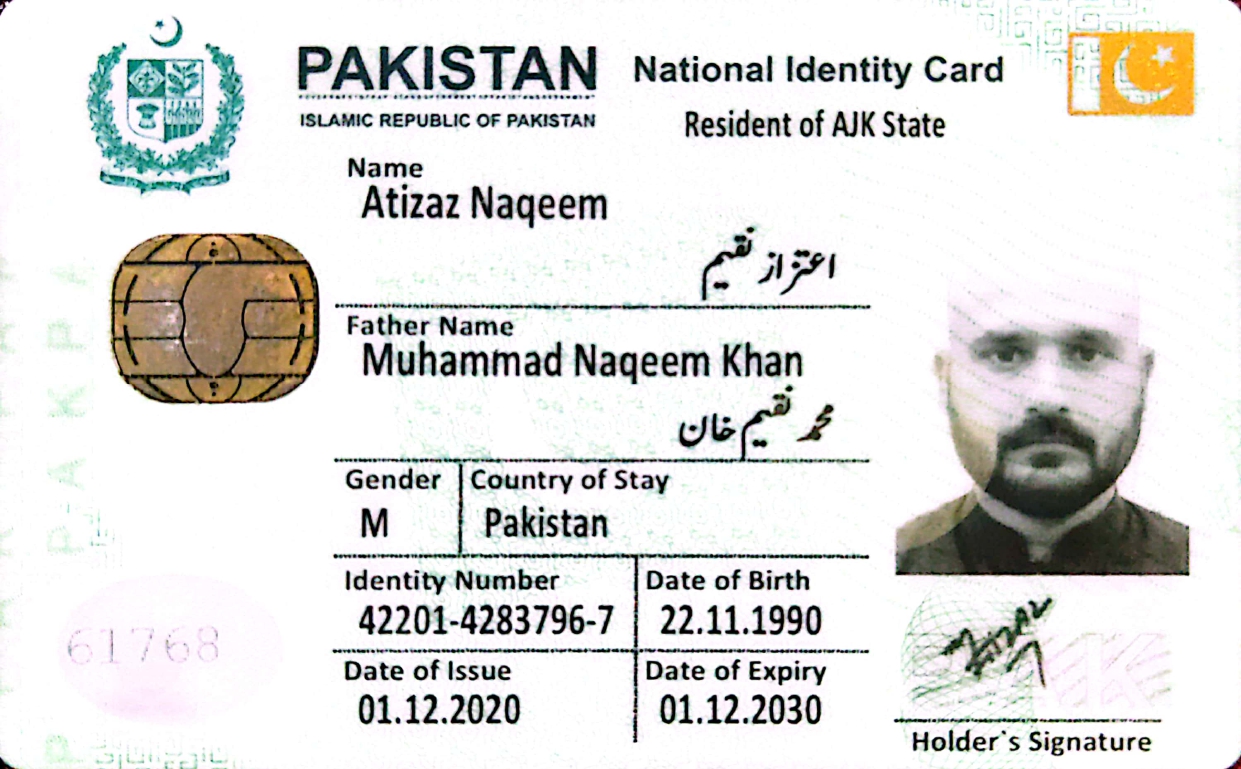 PAKISTAN National Identity Card
ISLAMIC REPUBLIC OF PAKISTAN
Resident of AJK State
Name
Atizaz Naqeem
اعتزاز نقیم
Father Name
Muhammad Naqeem Khan
محمد نقیم خان
Gender Country of Stay
M Pakistan
Identity Number Date of Birth
42201-4283796-7 22.11.1990
Date of Issue Date of Expiry
01.12.2020 01.12.2030
61768
Holder`s Signature